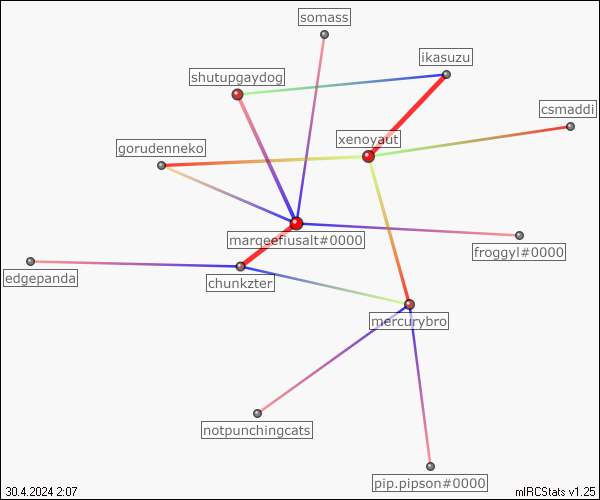 somass
ikasuzu
shutupgaydog
csmaddi
xenoyaut
gorudenneko
marqeefiusalt#0000
froggyl#0000
edgepanda
chunkzter
mercurybro
notpunchingcats
pip.pipson#0000
30.4.2024 2:07
mIRCStats v1.25